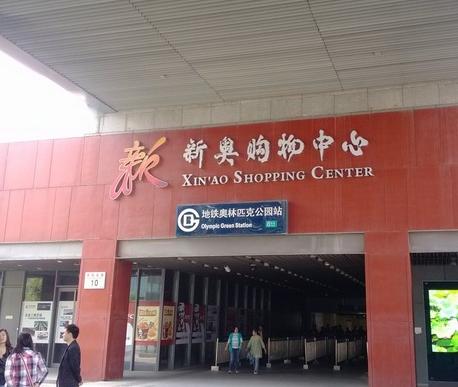 新
新奥购物中心
XIN'AO SHOPPING CENTER
地铁奥林匹克公园站
Olympic Green Station
10